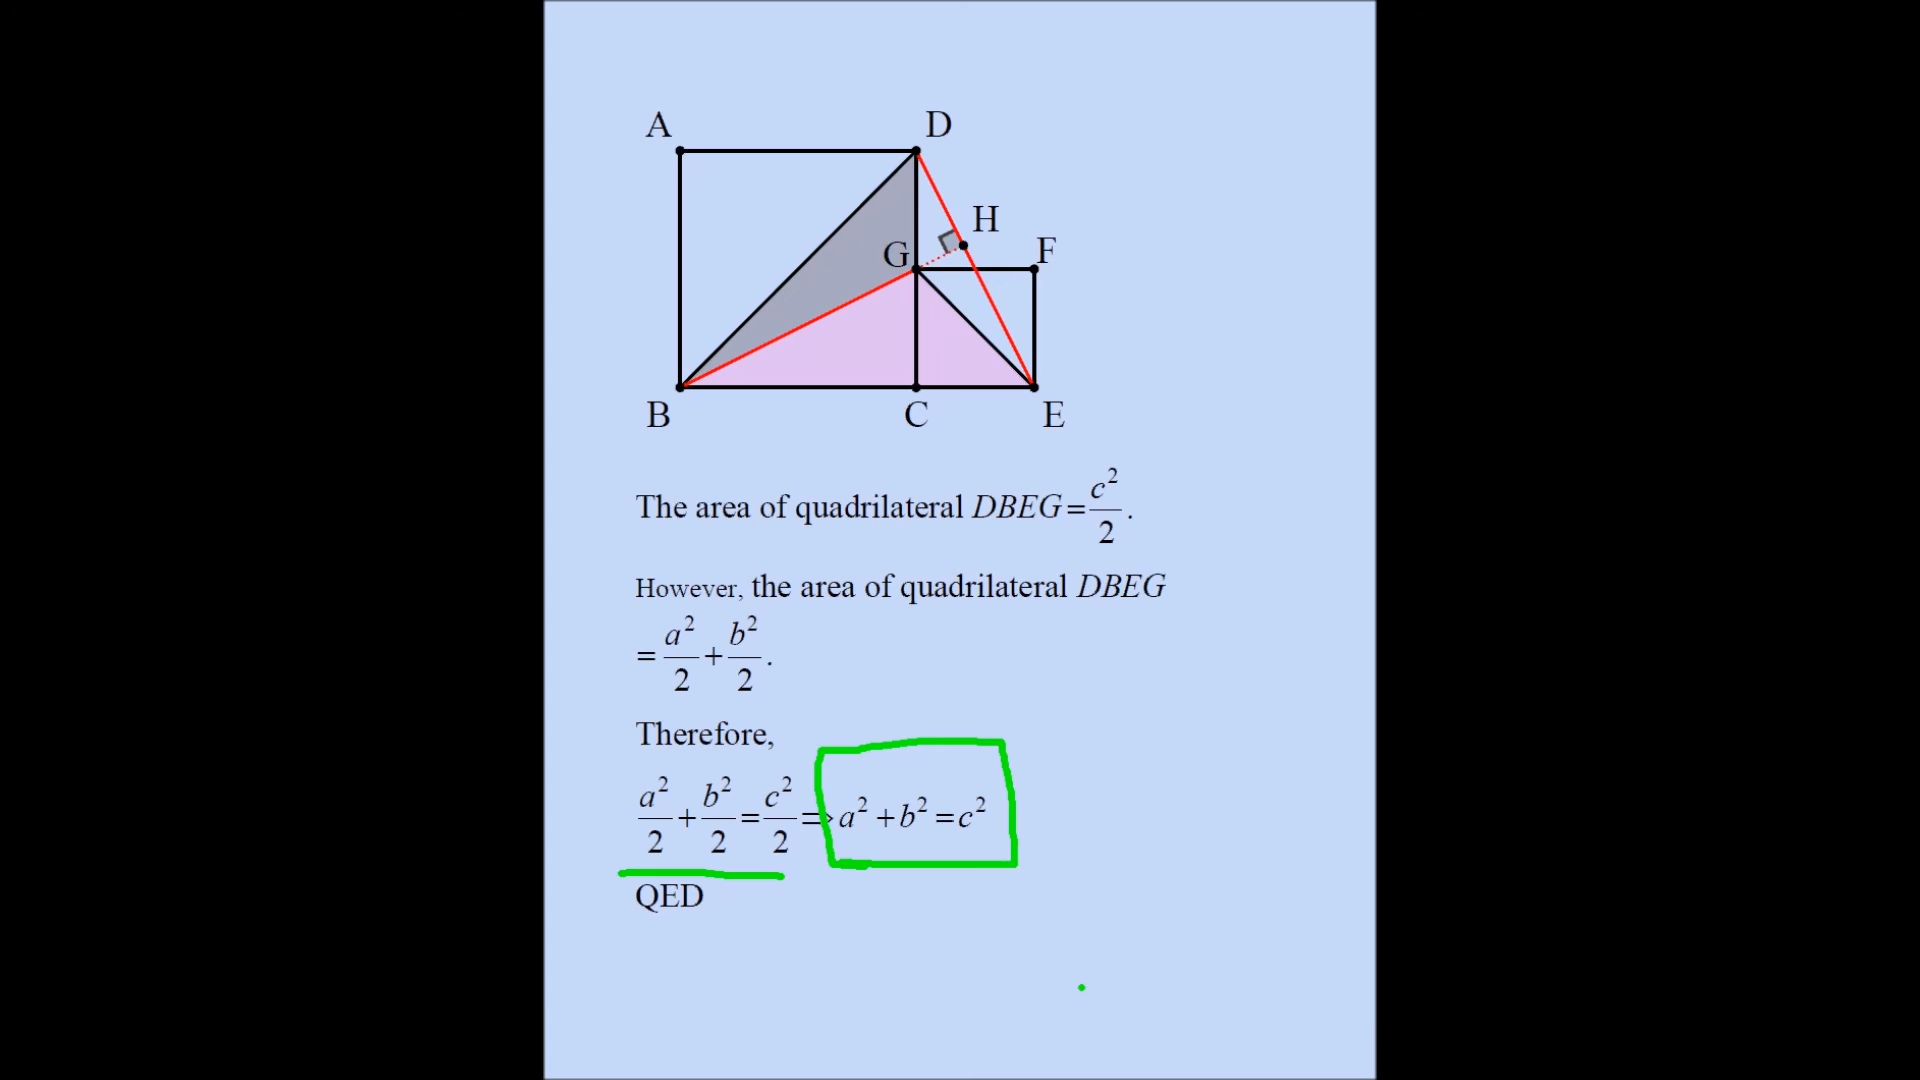 A D
H
G F
B C E
The area of quadrilateral DBEG = c²/2 .
However, the area of quadrilateral DBEG
= a²/2 + b²/2 .
Therefore,
a²/2 + b²/2 = c²/2 ⇒ a² + b² = c²
QED